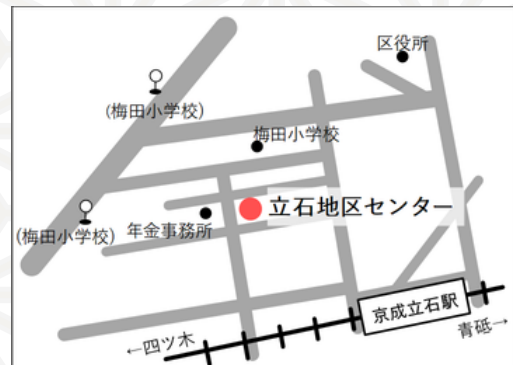 区役所
(梅田小学校)
梅田小学校
立石地区センター
年金事務所
(梅田小学校)
京成立石駅
青砥→
←四ツ木